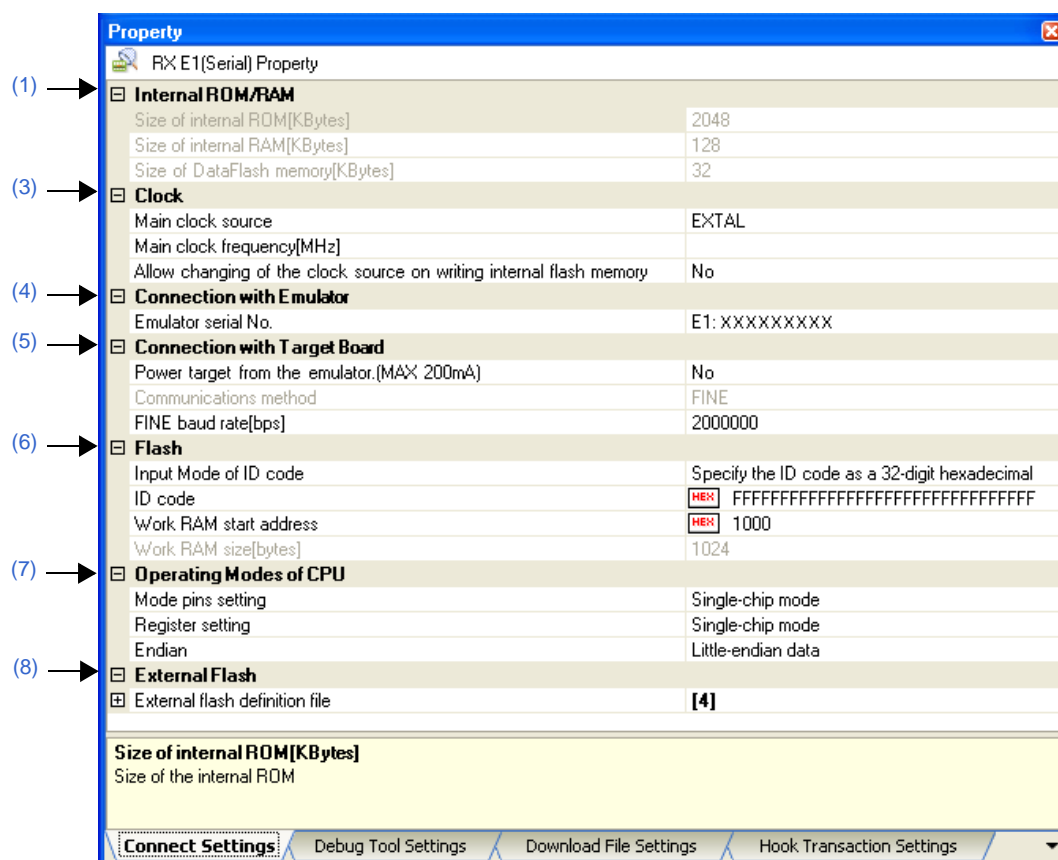 Property
RX E1(Serial) Property
(1) Internal ROM/RAM
Size of internal ROM[KBytes] 2048
Size of internal RAM[KBytes] 128
Size of DataFlash memory[KBytes] 32
(3) Clock
Main clock source EXTAL
Main clock frequency[MHz]
Allow changing of the clock source on writing internal flash memory No
(4) Connection with Emulator
Emulator serial No. E1: XXXXXXXXX
(5) Connection with Target Board
Power target from the emulator.(MAX 200mA) No
Communications method FINE
FINE baud rate[bps] 2000000
(6) Flash
Input Mode of ID code Specify the ID code as a 32-digit hexadecimal
ID code HEX FFFFFFFFFFFFFFFFFFFFFFFFFFFFFFFF
Work RAM start address HEX 1000
Work RAM size[bytes] 1024
(7) Operating Modes of CPU
Mode pins setting Single-chip mode
Register setting Single-chip mode
Endian Little-endian data
(8) External Flash
External flash definition file [4]
Size of internal ROM[KBytes]
Size of the internal ROM
Connect Settings Debug Tool Settings Download File Settings Hook Transaction Settings